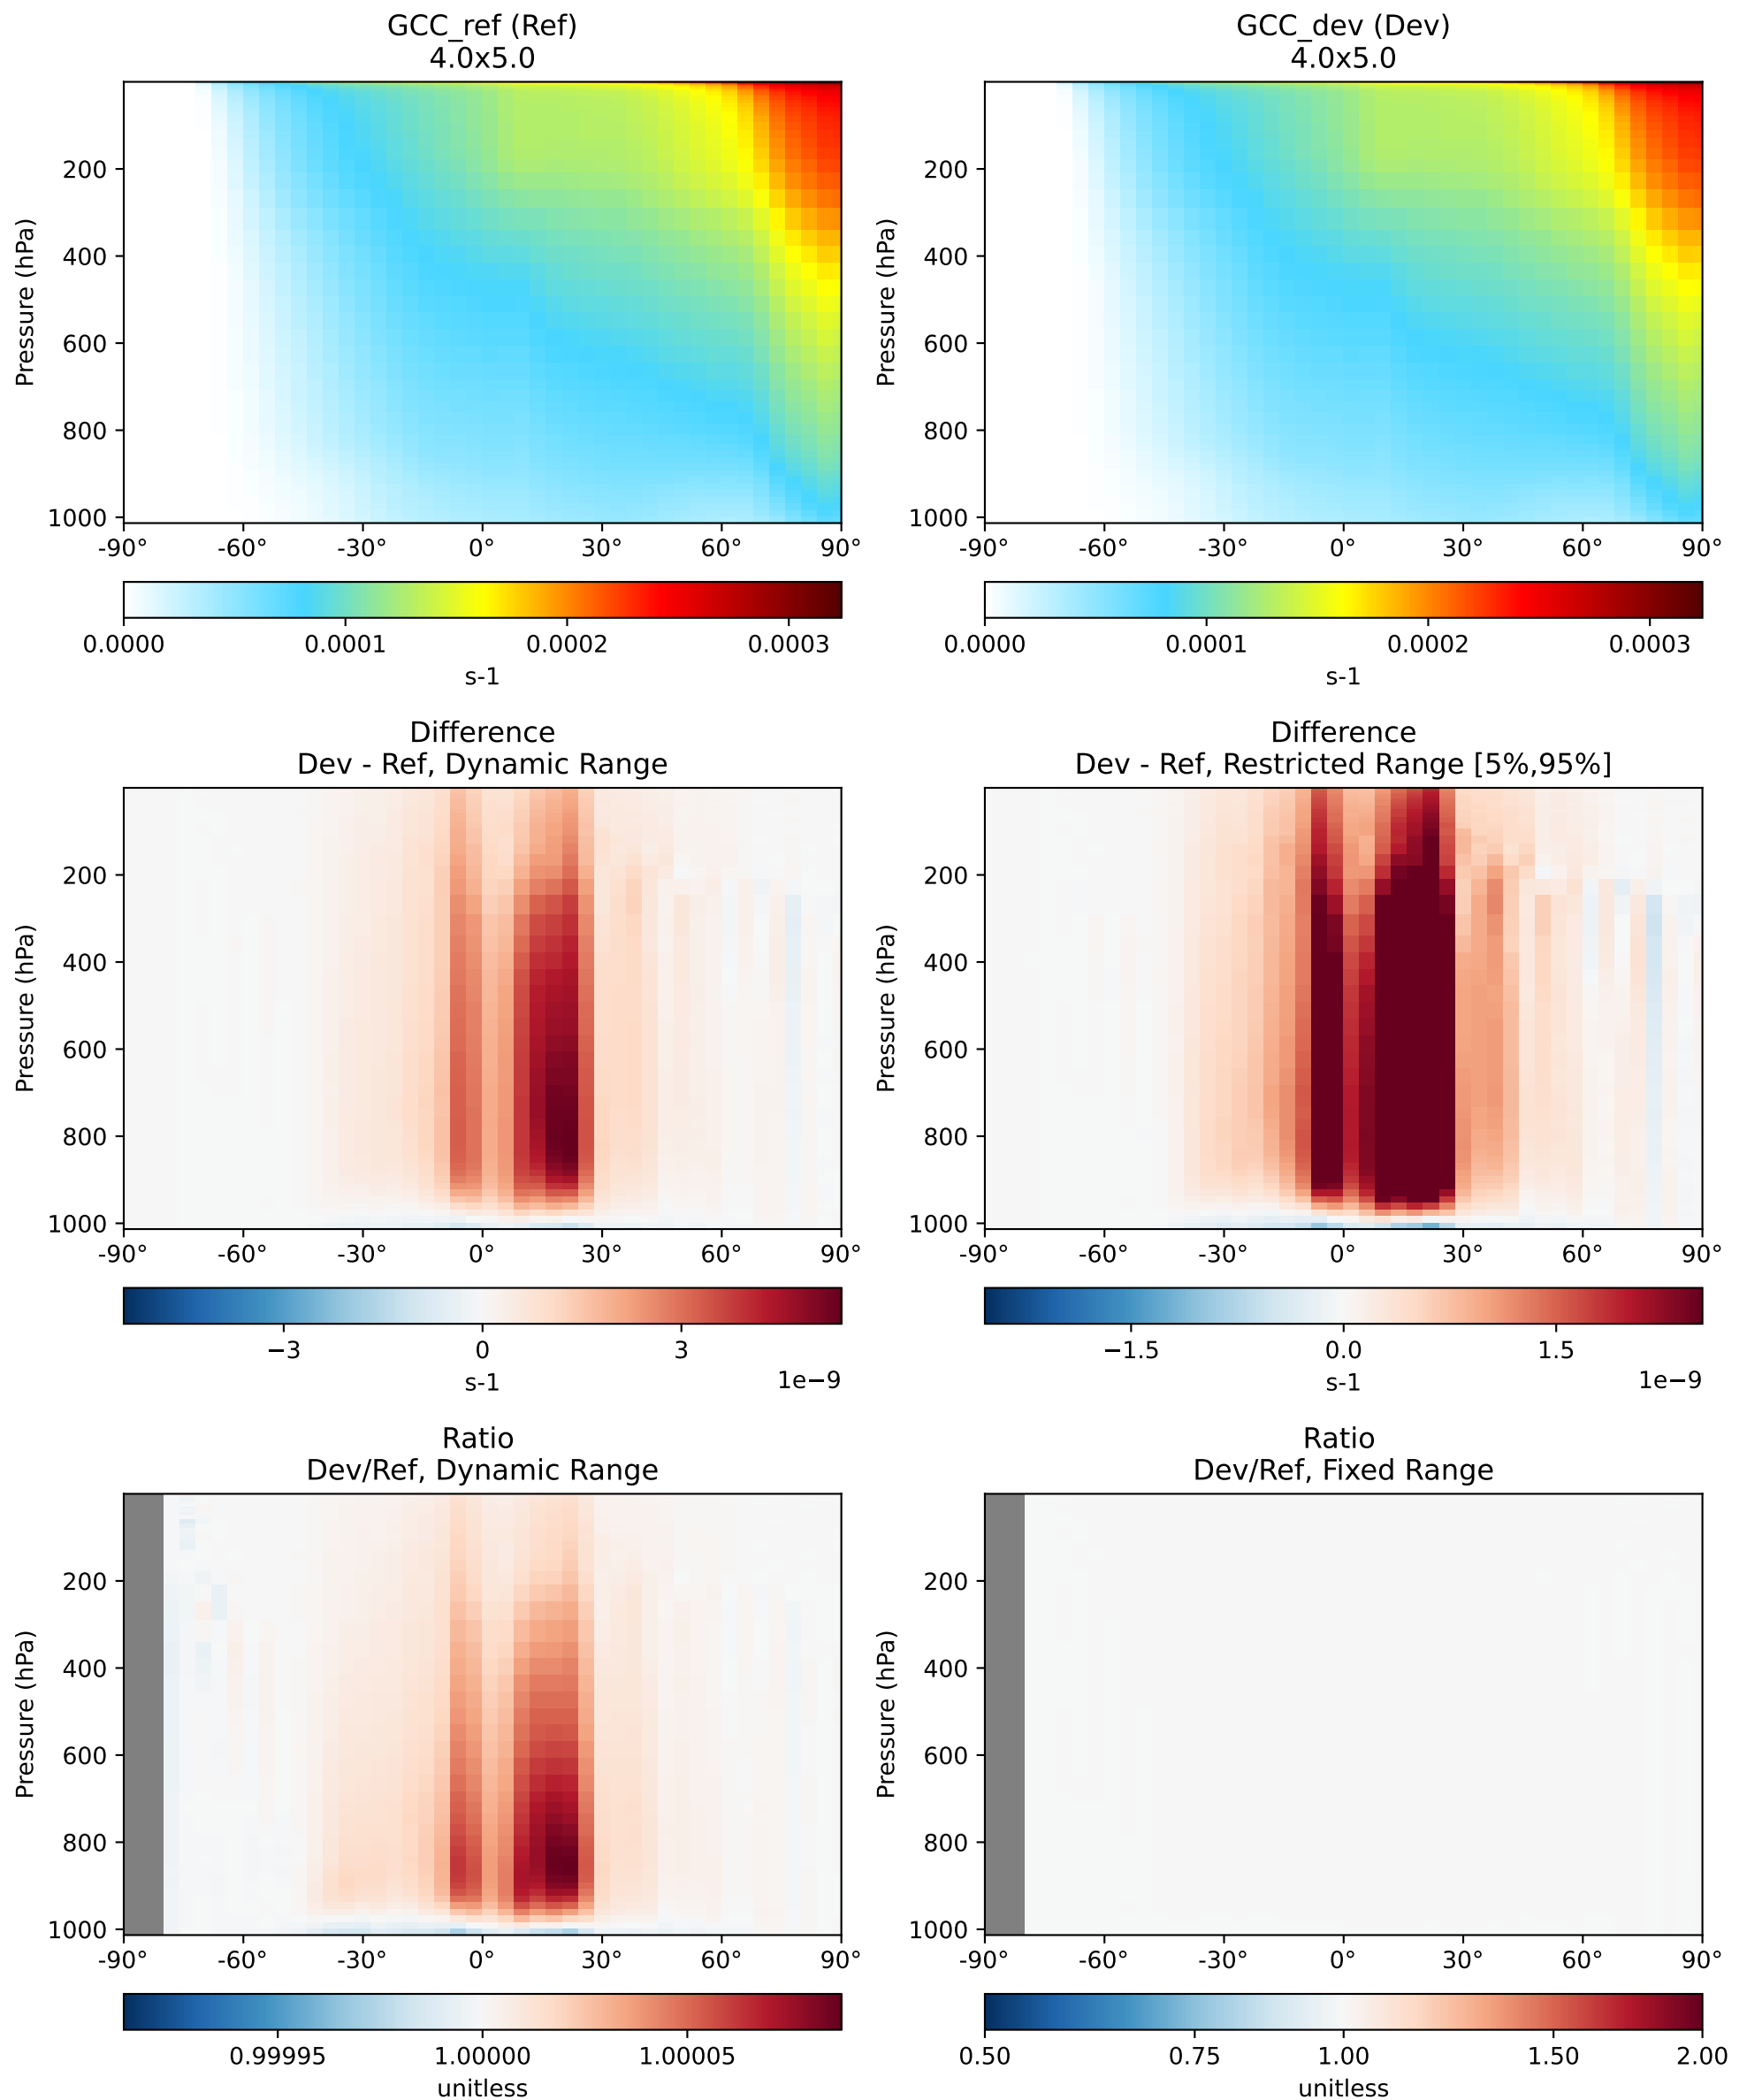 GCC_ref (Ref)
4.0x5.0
Pressure (hPa)
200
400
600
800
1000
-90° -60° -30° 0° 30° 60° 90°
0.0000 0.0001 0.0002 0.0003
s-1
GCC_dev (Dev)
4.0x5.0
Pressure (hPa)
200
400
600
800
1000
-90° -60° -30° 0° 30° 60° 90°
0.0000 0.0001 0.0002 0.0003
s-1
Difference
Dev - Ref, Dynamic Range
Pressure (hPa)
200
400
600
800
1000
-90° -60° -30° 0° 30° 60° 90°
−3 0 3
s-1 1e−9
Difference
Dev - Ref, Restricted Range [5%,95%]
Pressure (hPa)
200
400
600
800
1000
-90° -60° -30° 0° 30° 60° 90°
−1.5 0.0 1.5
s-1 1e−9
Ratio
Dev/Ref, Dynamic Range
Pressure (hPa)
200
400
600
800
1000
-90° -60° -30° 0° 30° 60° 90°
0.99995 1.00000 1.00005
unitless
Ratio
Dev/Ref, Fixed Range
Pressure (hPa)
200
400
600
800
1000
-90° -60° -30° 0° 30° 60° 90°
0.50 0.75 1.00 1.50 2.00
unitless